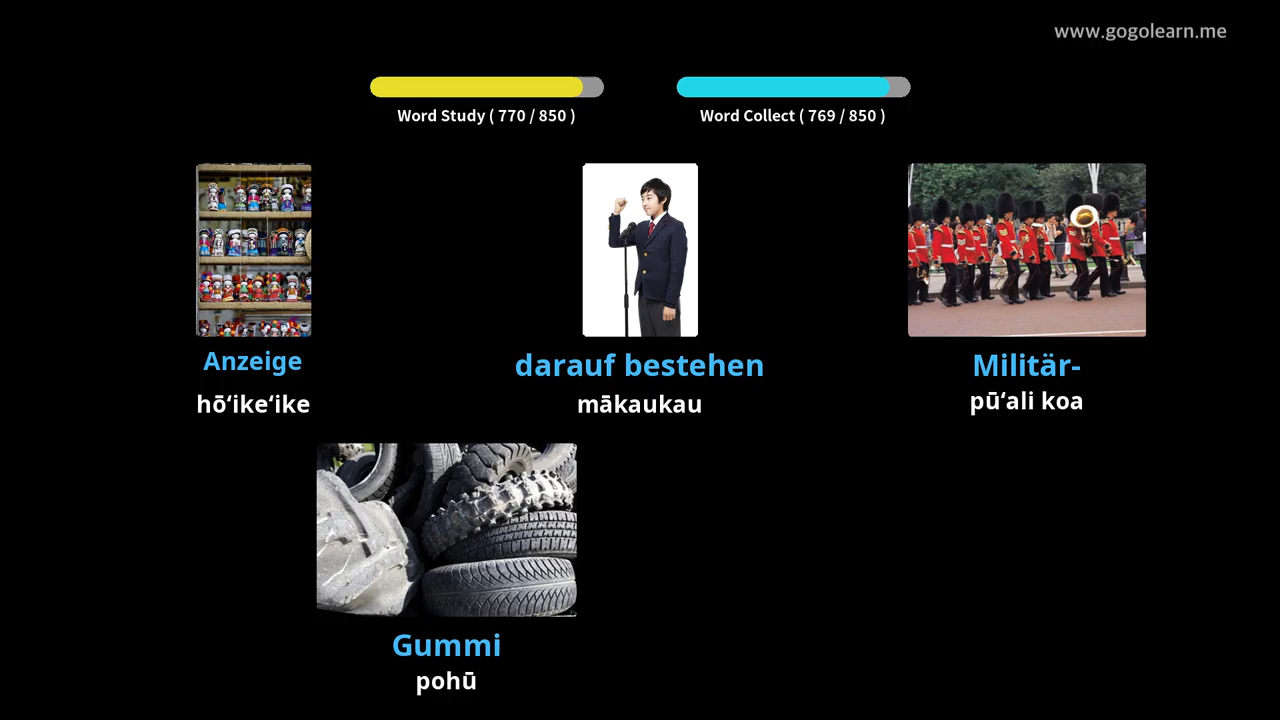 www.gogolearn.me
Word Study ( 770 / 850 )
Word Collect ( 769 / 850 )
Anzeige
hōʻikeʻike
darauf bestehen
mākaukau
Militär-
pūʻali koa
Gummi
pohū